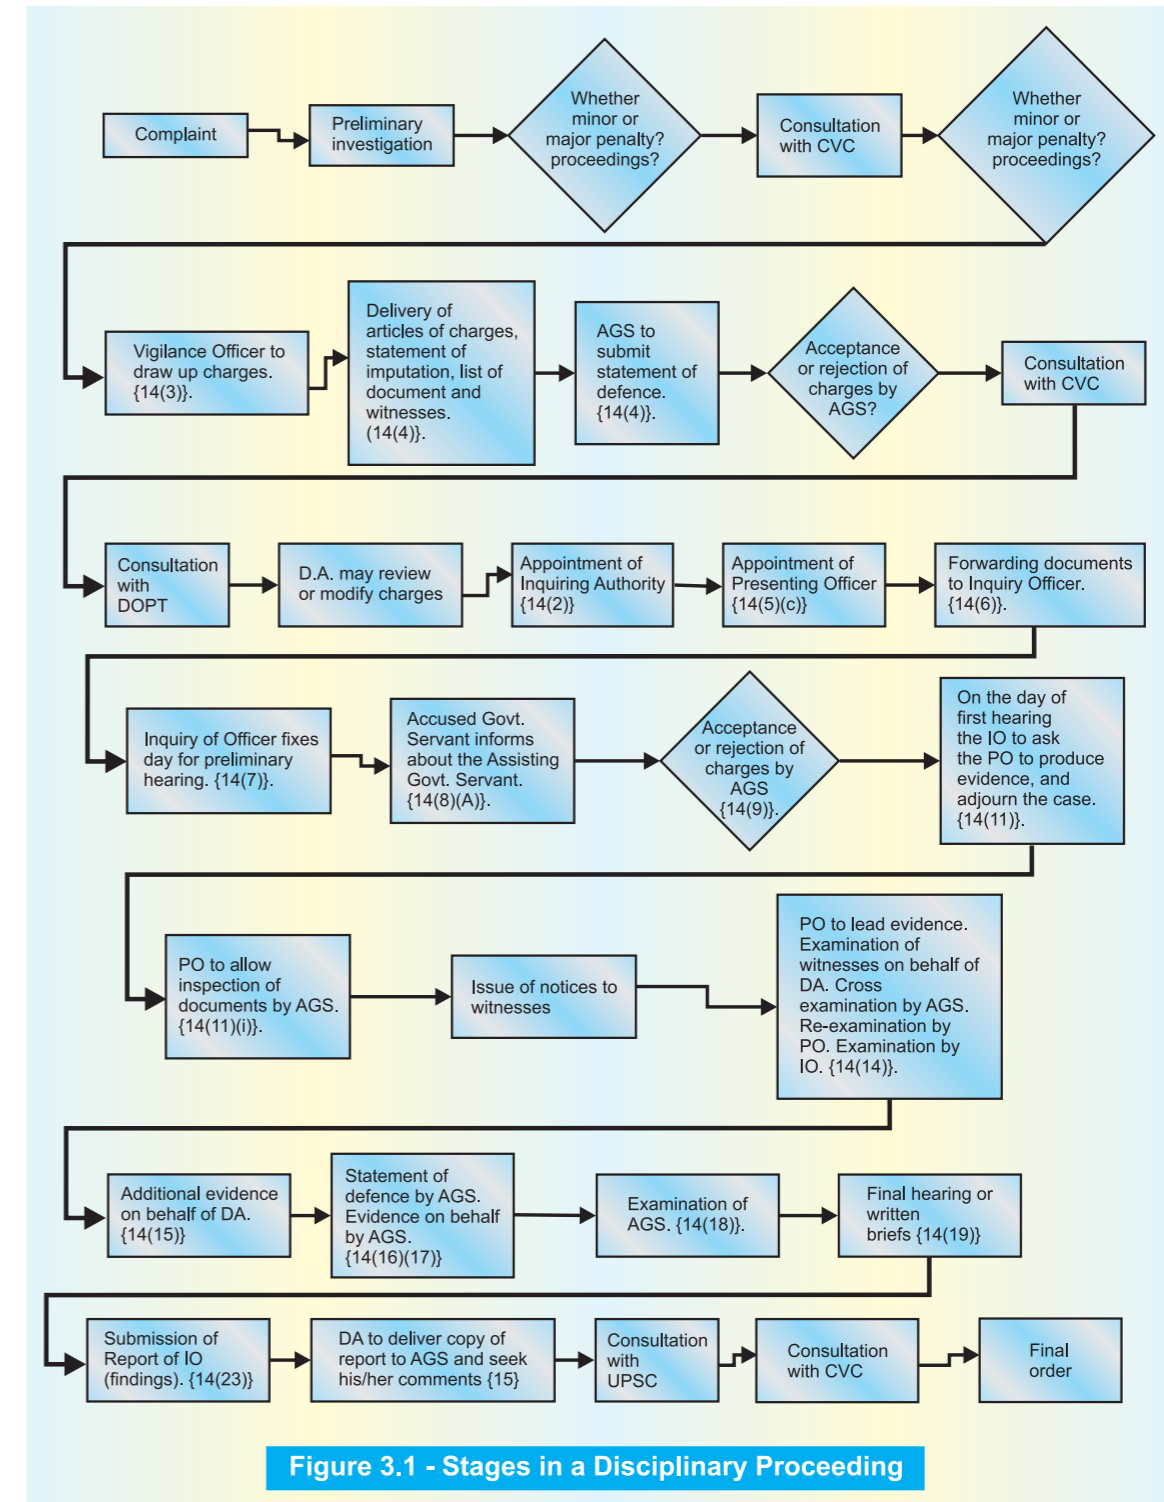 Complaint
Preliminary
investigation
Whether
minor or
major penalty?
proceedings?
Consultation
with CVC
Whether
minor or
major penalty?
proceedings?
Vigilance Officer to
draw up charges.
{14(3)}.
Delivery of
articles of charges,
statement of
imputation, list of
document and
witnesses.
(14(4)}.
AGS to
submit
statement of
defence.
{14(4)}.
Acceptance
or rejection of
charges by
AGS?
Consultation
with CVC
Consultation
with
DOPT
D.A. may review
or modify charges
Appointment of
Inquiring Authority
{14(2)}
Appointment of
Presenting Officer
{14(5)(c)}
Forwarding documents
to Inquiry Officer.
{14(6)}.
Inquiry of Officer fixes
day for preliminary
hearing. {14(7)}.
Accused Govt.
Servant informs
about the Assisting
Govt. Servant.
{14(8)(A)}.
Acceptance
or rejection of
charges by
AGS
{14(9)}.
On the day of
first hearing
the IO to ask
the PO to produce
evidence, and
adjourn the case.
{14(11)}.
PO to allow
inspection of
documents by AGS.
{14(11)(i)}.
Issue of notices to
witnesses
PO to lead evidence.
Examination of
witnesses on behalf of
DA. Cross
examination by AGS.
Re-examination by
PO. Examination by
IO. {14(14)}.
Additional evidence
on behalf of DA.
{14(15)}
Statement of
defence by AGS.
Evidence on behalf
by AGS.
{14(16)(17)}
Examination of
AGS. {14(18)}.
Final hearing or
written
briefs {14(19)}
Submission of
Report of IO
(findings). {14(23)}
DA to deliver copy of
report to AGS and seek
his/her comments {15}
Consultation
with
UPSC
Consultation
with CVC
Final
order
Figure 3.1 - Stages in a Disciplinary Proceeding